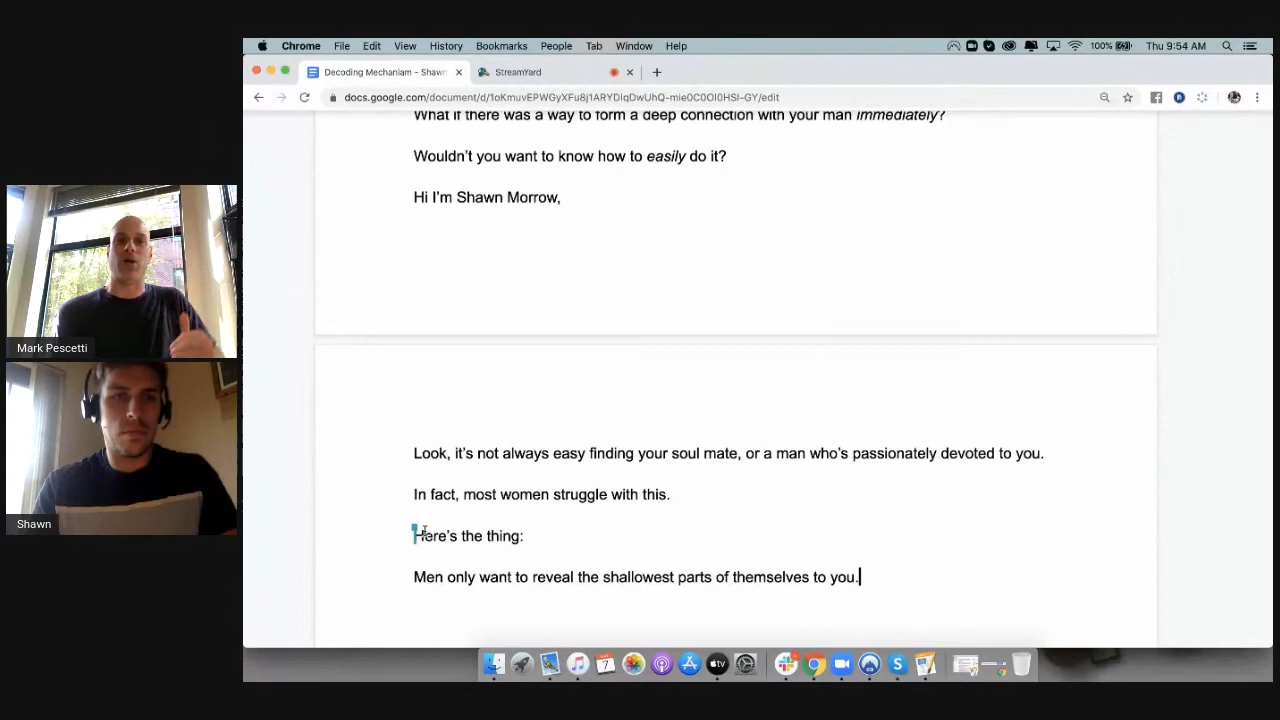 Chrome File Edit View History Bookmarks People Tab Window Help
100% Thu 9:54 AM
Decoding Mechaniam - Shawn
StreamYard
docs.google.com/document/d/1oKmuvEPWGyXFu8j1ARYDlqDwUhQ-mie0C0OI0HSI-GY/edit
What if there was a way to form a deep connection with your man immediately?
Wouldn't you want to know how to easily do it?
Hi I'm Shawn Morrow,
Look, it's not always easy finding your soul mate, or a man who's passionately devoted to you.
In fact, most women struggle with this.
Here's the thing:
Men only want to reveal the shallowest parts of themselves to you.
Mark Pescetti
Shawn
7
tv